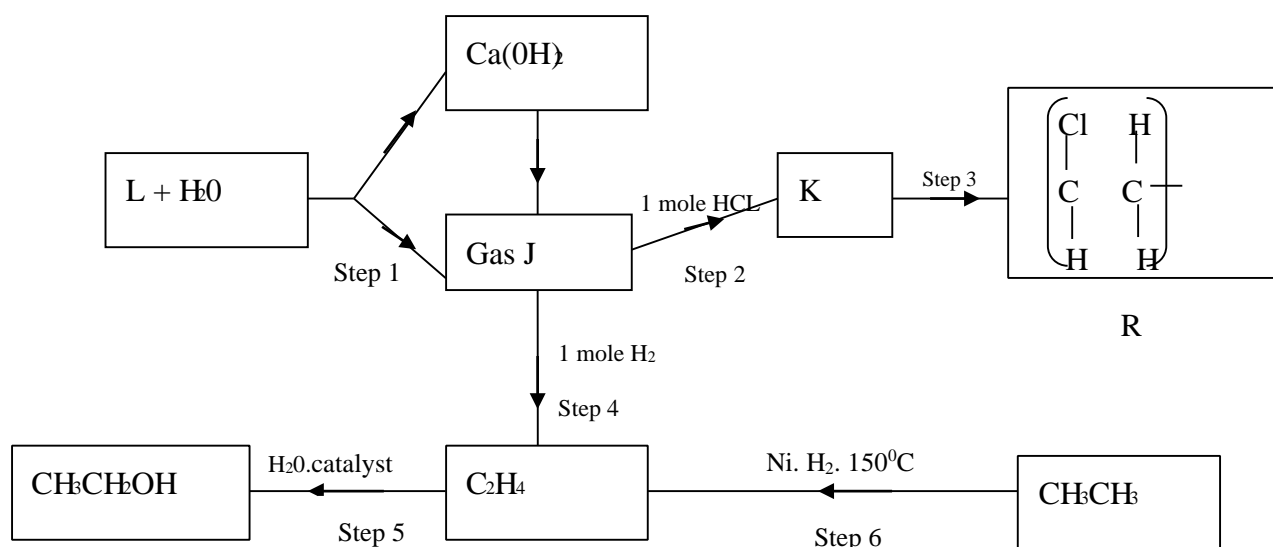 Ca(0H)2
L + H20
Gas J
Step 1
1 mole HCL
Step 2
K
Step 3
Cl H
C C
H H
R
1 mole H2
Step 4
CH3CH2OH
H20.catalyst
Step 5
C2H4
Ni. H2. 150⁰C
Step 6
CH3CH3